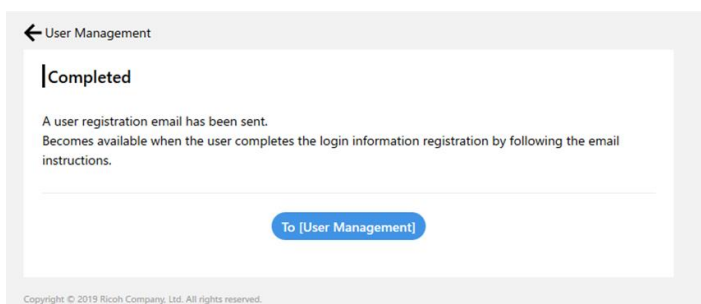 User Management
Completed
A user registration email has been sent.
Becomes available when the user completes the login information registration by following the email
instructions.
To [User Management]
Copyright © 2019 Ricoh Company, Ltd. All rights reserved.